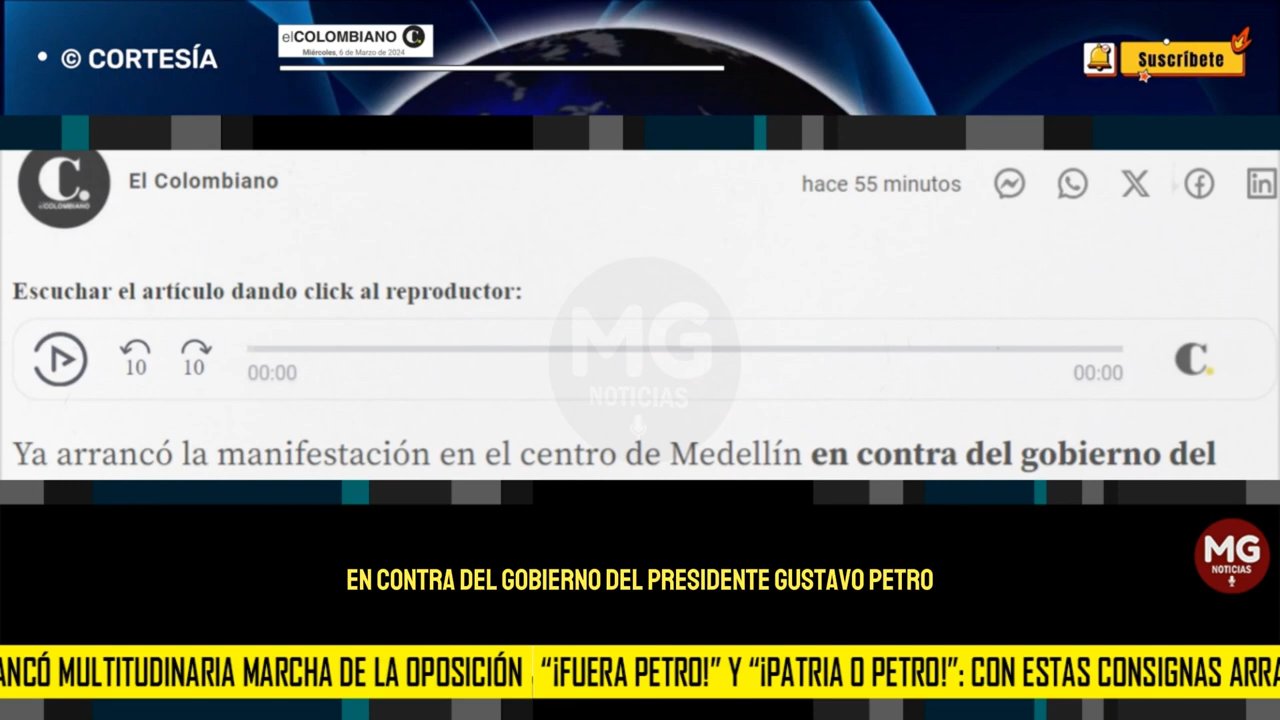 • © CORTESÍA
elCOLOMBIANO C.
Miércoles, 6 de Marzo de 2024
Suscríbete
C.
elCOLOMBIANO
El Colombiano
hace 55 minutos
Escuchar el artículo dando click al reproductor:
10
10
00:00
00:00
C.
MG
NOTICIAS
Ya arrancó la manifestación en el centro de Medellín en contra del gobierno del
MG
NOTICIAS
EN CONTRA DEL GOBIERNO DEL PRESIDENTE GUSTAVO PETRO
ANCÓ MULTITUDINARIA MARCHA DE LA OPOSICIÓN . “¡FUERA PETRO!” Y “¡PATRIA O PETRO!”: CON ESTAS CONSIGNAS ARRA